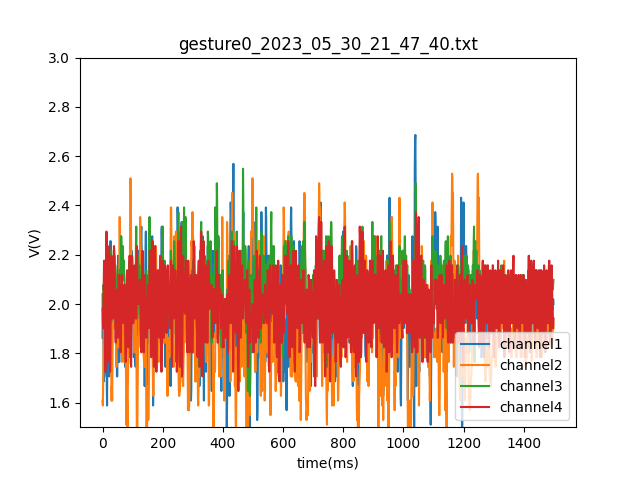 gesture0_2023_05_30_21_47_40.txt
V(V)
3.0
2.8
2.6
2.4
2.2
2.0
1.8
1.6
channel1
channel2
channel3
channel4
0 200 400 600 800 1000 1200 1400
time(ms)